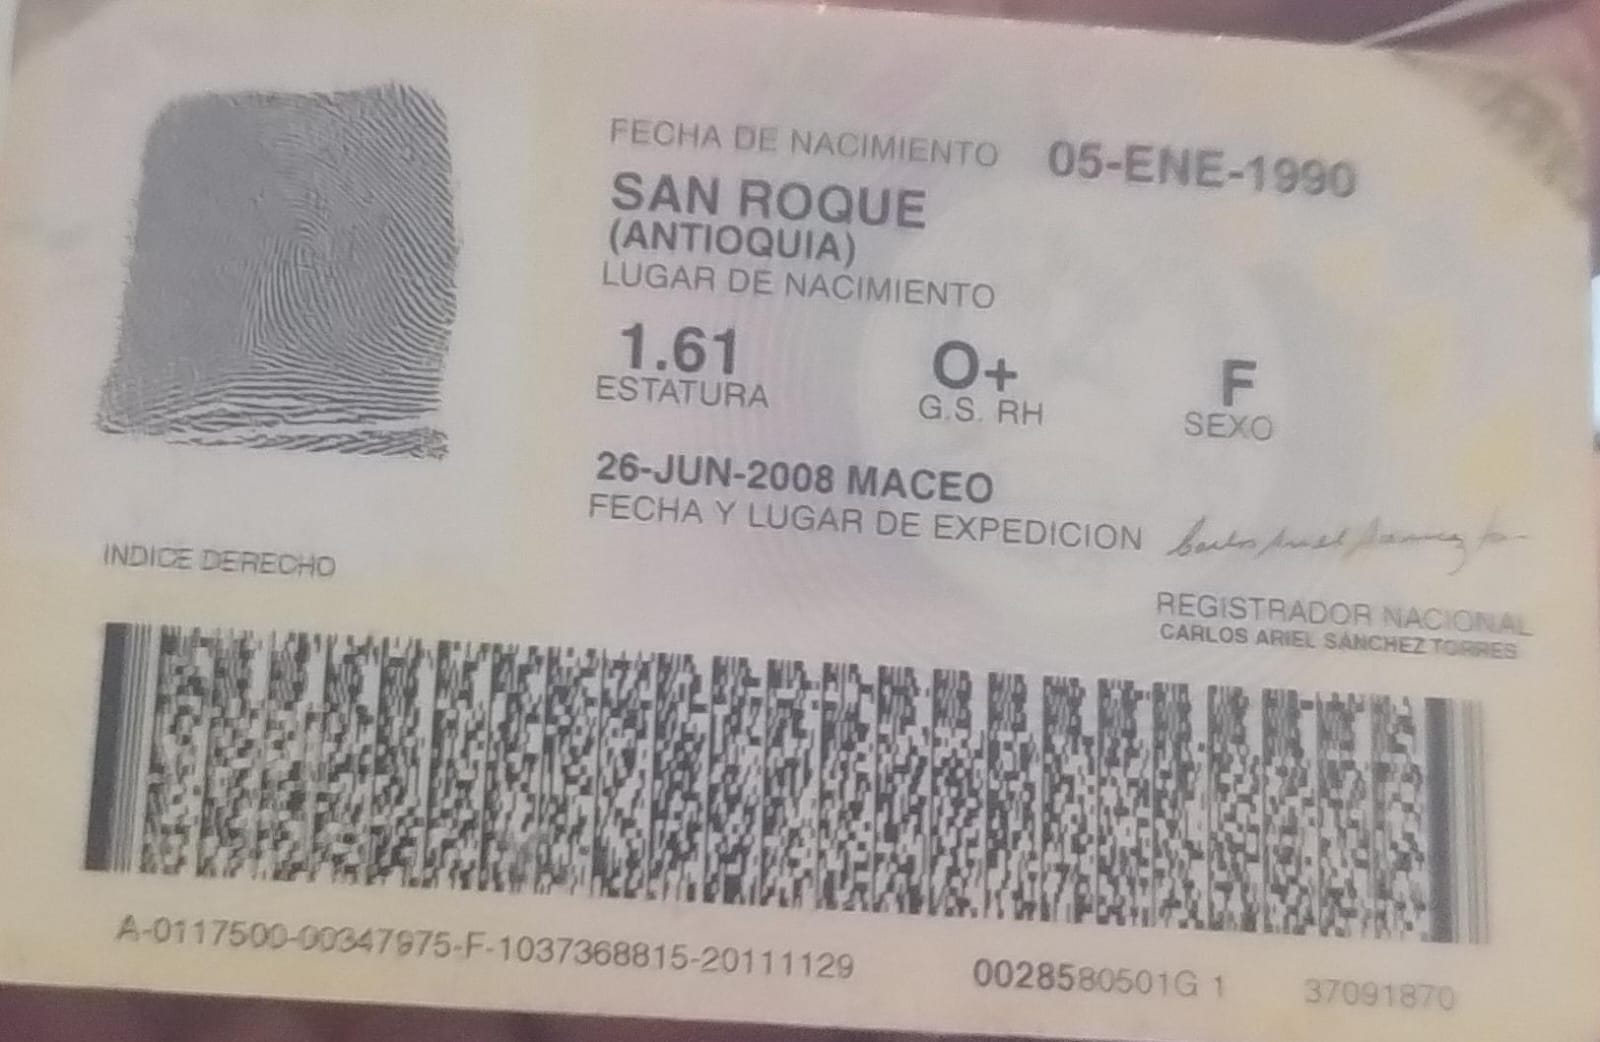 FECHA DE NACIMIENTO 05-ENE-1990
SAN ROQUE
(ANTIOQUIA)
LUGAR DE NACIMIENTO
1.61 O+ F
ESTATURA G.S. RH SEXO
26-JUN-2008 MACEO
FECHA Y LUGAR DE EXPEDICION
INDICE DERECHO
REGISTRADOR NACIONAL
CARLOS ARIEL SÁNCHEZ TORRES
A-0117500-00347975-F-1037368815-20111129 0028580501G 1 37091870